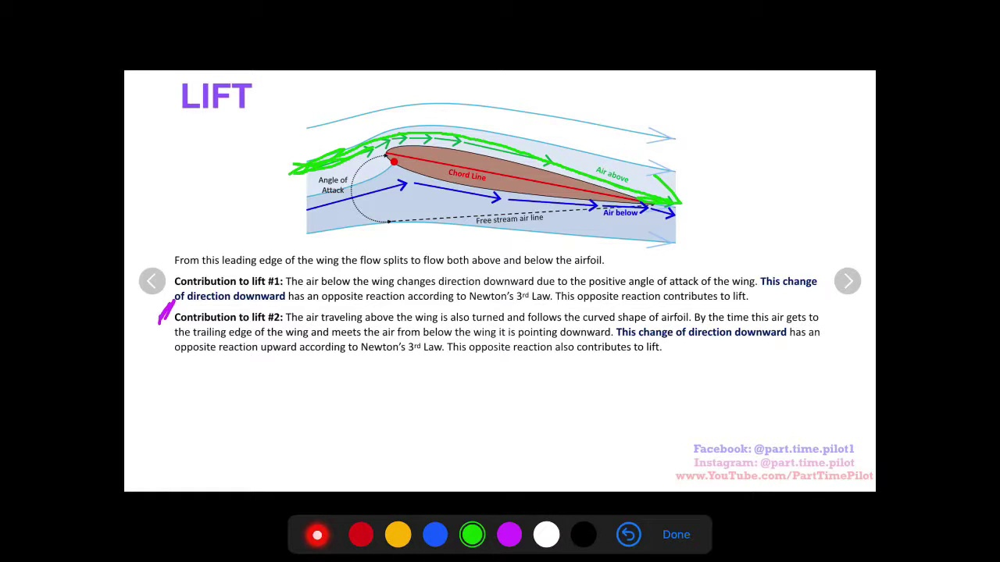 LIFT
Air above
Chord Line
Angle of
Attack
Air below
Free stream air line
From this leading edge of the wing the flow splits to flow both above and below the airfoil.
Contribution to lift #1: The air below the wing changes direction downward due to the positive angle of attack of the wing. This change
of direction downward has an opposite reaction according to Newton's 3rd Law. This opposite reaction contributes to lift.
Contribution to lift #2: The air traveling above the wing is also turned and follows the curved shape of airfoil. By the time this air gets to
the trailing edge of the wing and meets the air from below the wing it is pointing downward. This change of direction downward has an
opposite reaction upward according to Newton's 3rd Law. This opposite reaction also contributes to lift.
Facebook: @part.time.pilot1
Instagram: @part.time.pilot
www.YouTube.com/PartTimePilot
Done